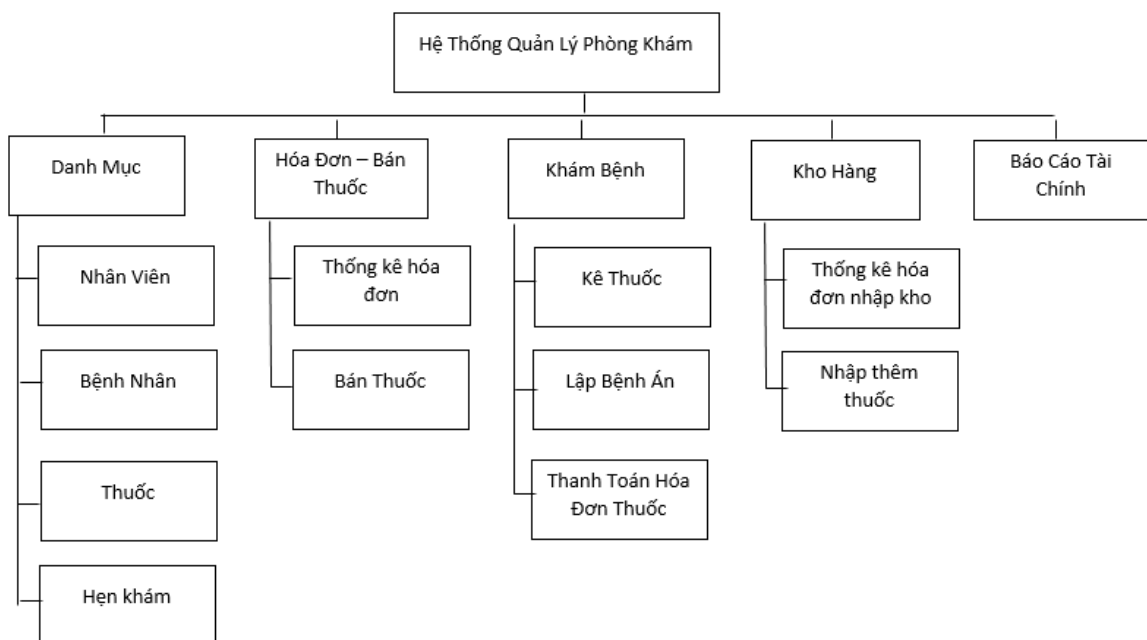 Hệ Thống Quản Lý Phòng Khám
Danh Mục
Hóa Đơn – Bán
Thuốc
Khám Bệnh
Kho Hàng
Báo Cáo Tài
Chính
Nhân Viên
Bệnh Nhân
Thuốc
Hẹn khám
Thống kê hóa
đơn
Bán Thuốc
Kê Thuốc
Lập Bệnh Án
Thanh Toán Hóa
Đơn Thuốc
Thống kê hóa
đơn nhập kho
Nhập thêm
thuốc